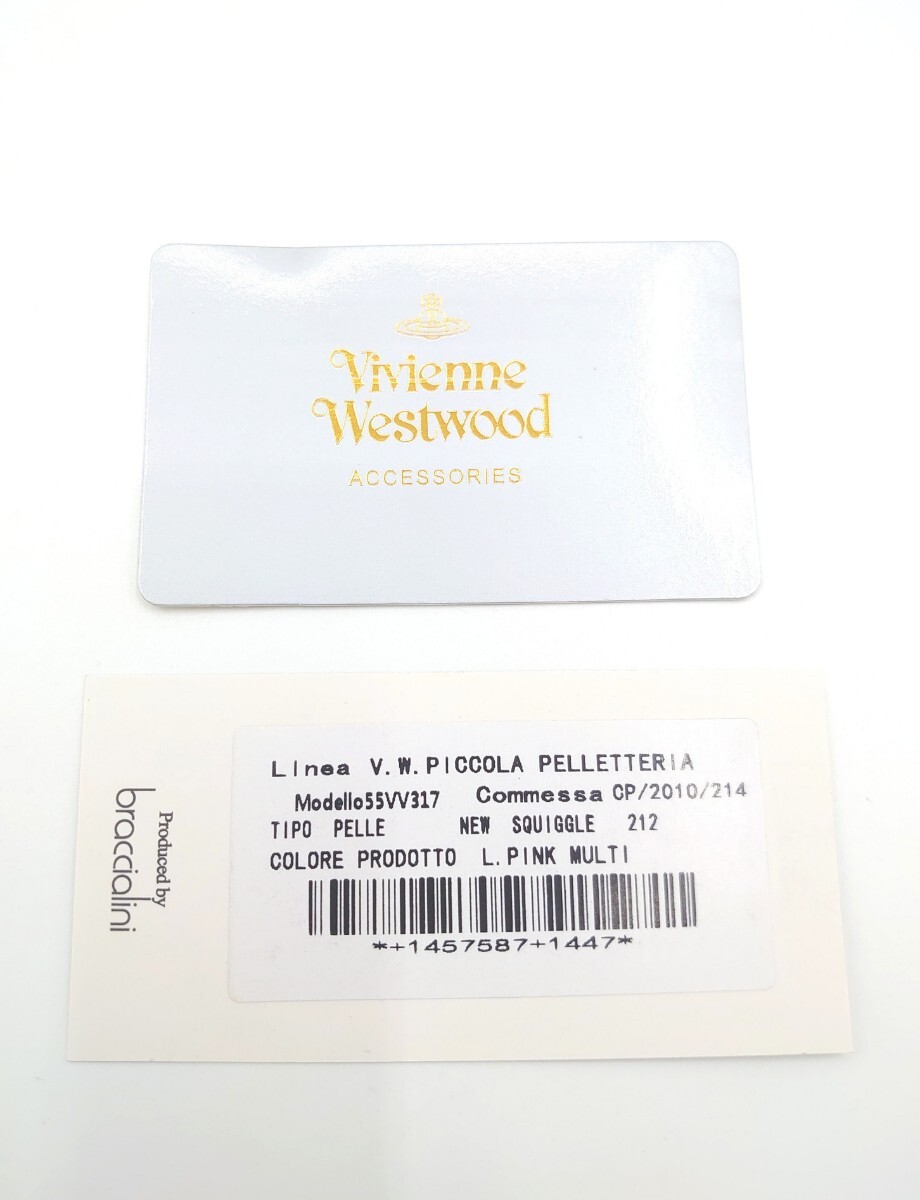 Vivienne
Westwood
ACCESSORIES
Linea V.W.PICCOLA PELLETTERIA
Modello55VV317 Commessa CP/2010/214
TIPO PELLE NEW SQUIGGLE 212
COLORE PRODOTTO L.PINK MULTI
*+1457587+1447*
Produced by
braccialini